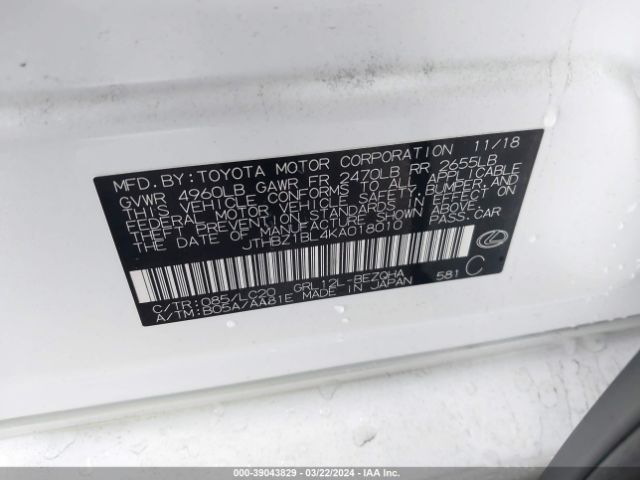 MFD. BY: TOYOTA MOTOR CORPORATION 11/18
GVWR 4960LB GAWR FR 2470LB RR 2655LB
THIS VEHICLE CONFORMS TO ALL APPLICABLE
FEDERAL MOTOR VEHICLE SAFETY, BUMPER, AND
THEFT PREVENTION STANDARDS IN EFFECT ON
THE DATE OF MANUFACTURE SHOWN ABOVE.
JTHBZ1BL4KA018010 PASS. CAR
C
C/TR: 085/LC20 GRL12L-BEZQHA 581
A/TM: B05A/AA81E MADE IN JAPAN
000-39043829 - 03/22/2024 - IAAI.COM